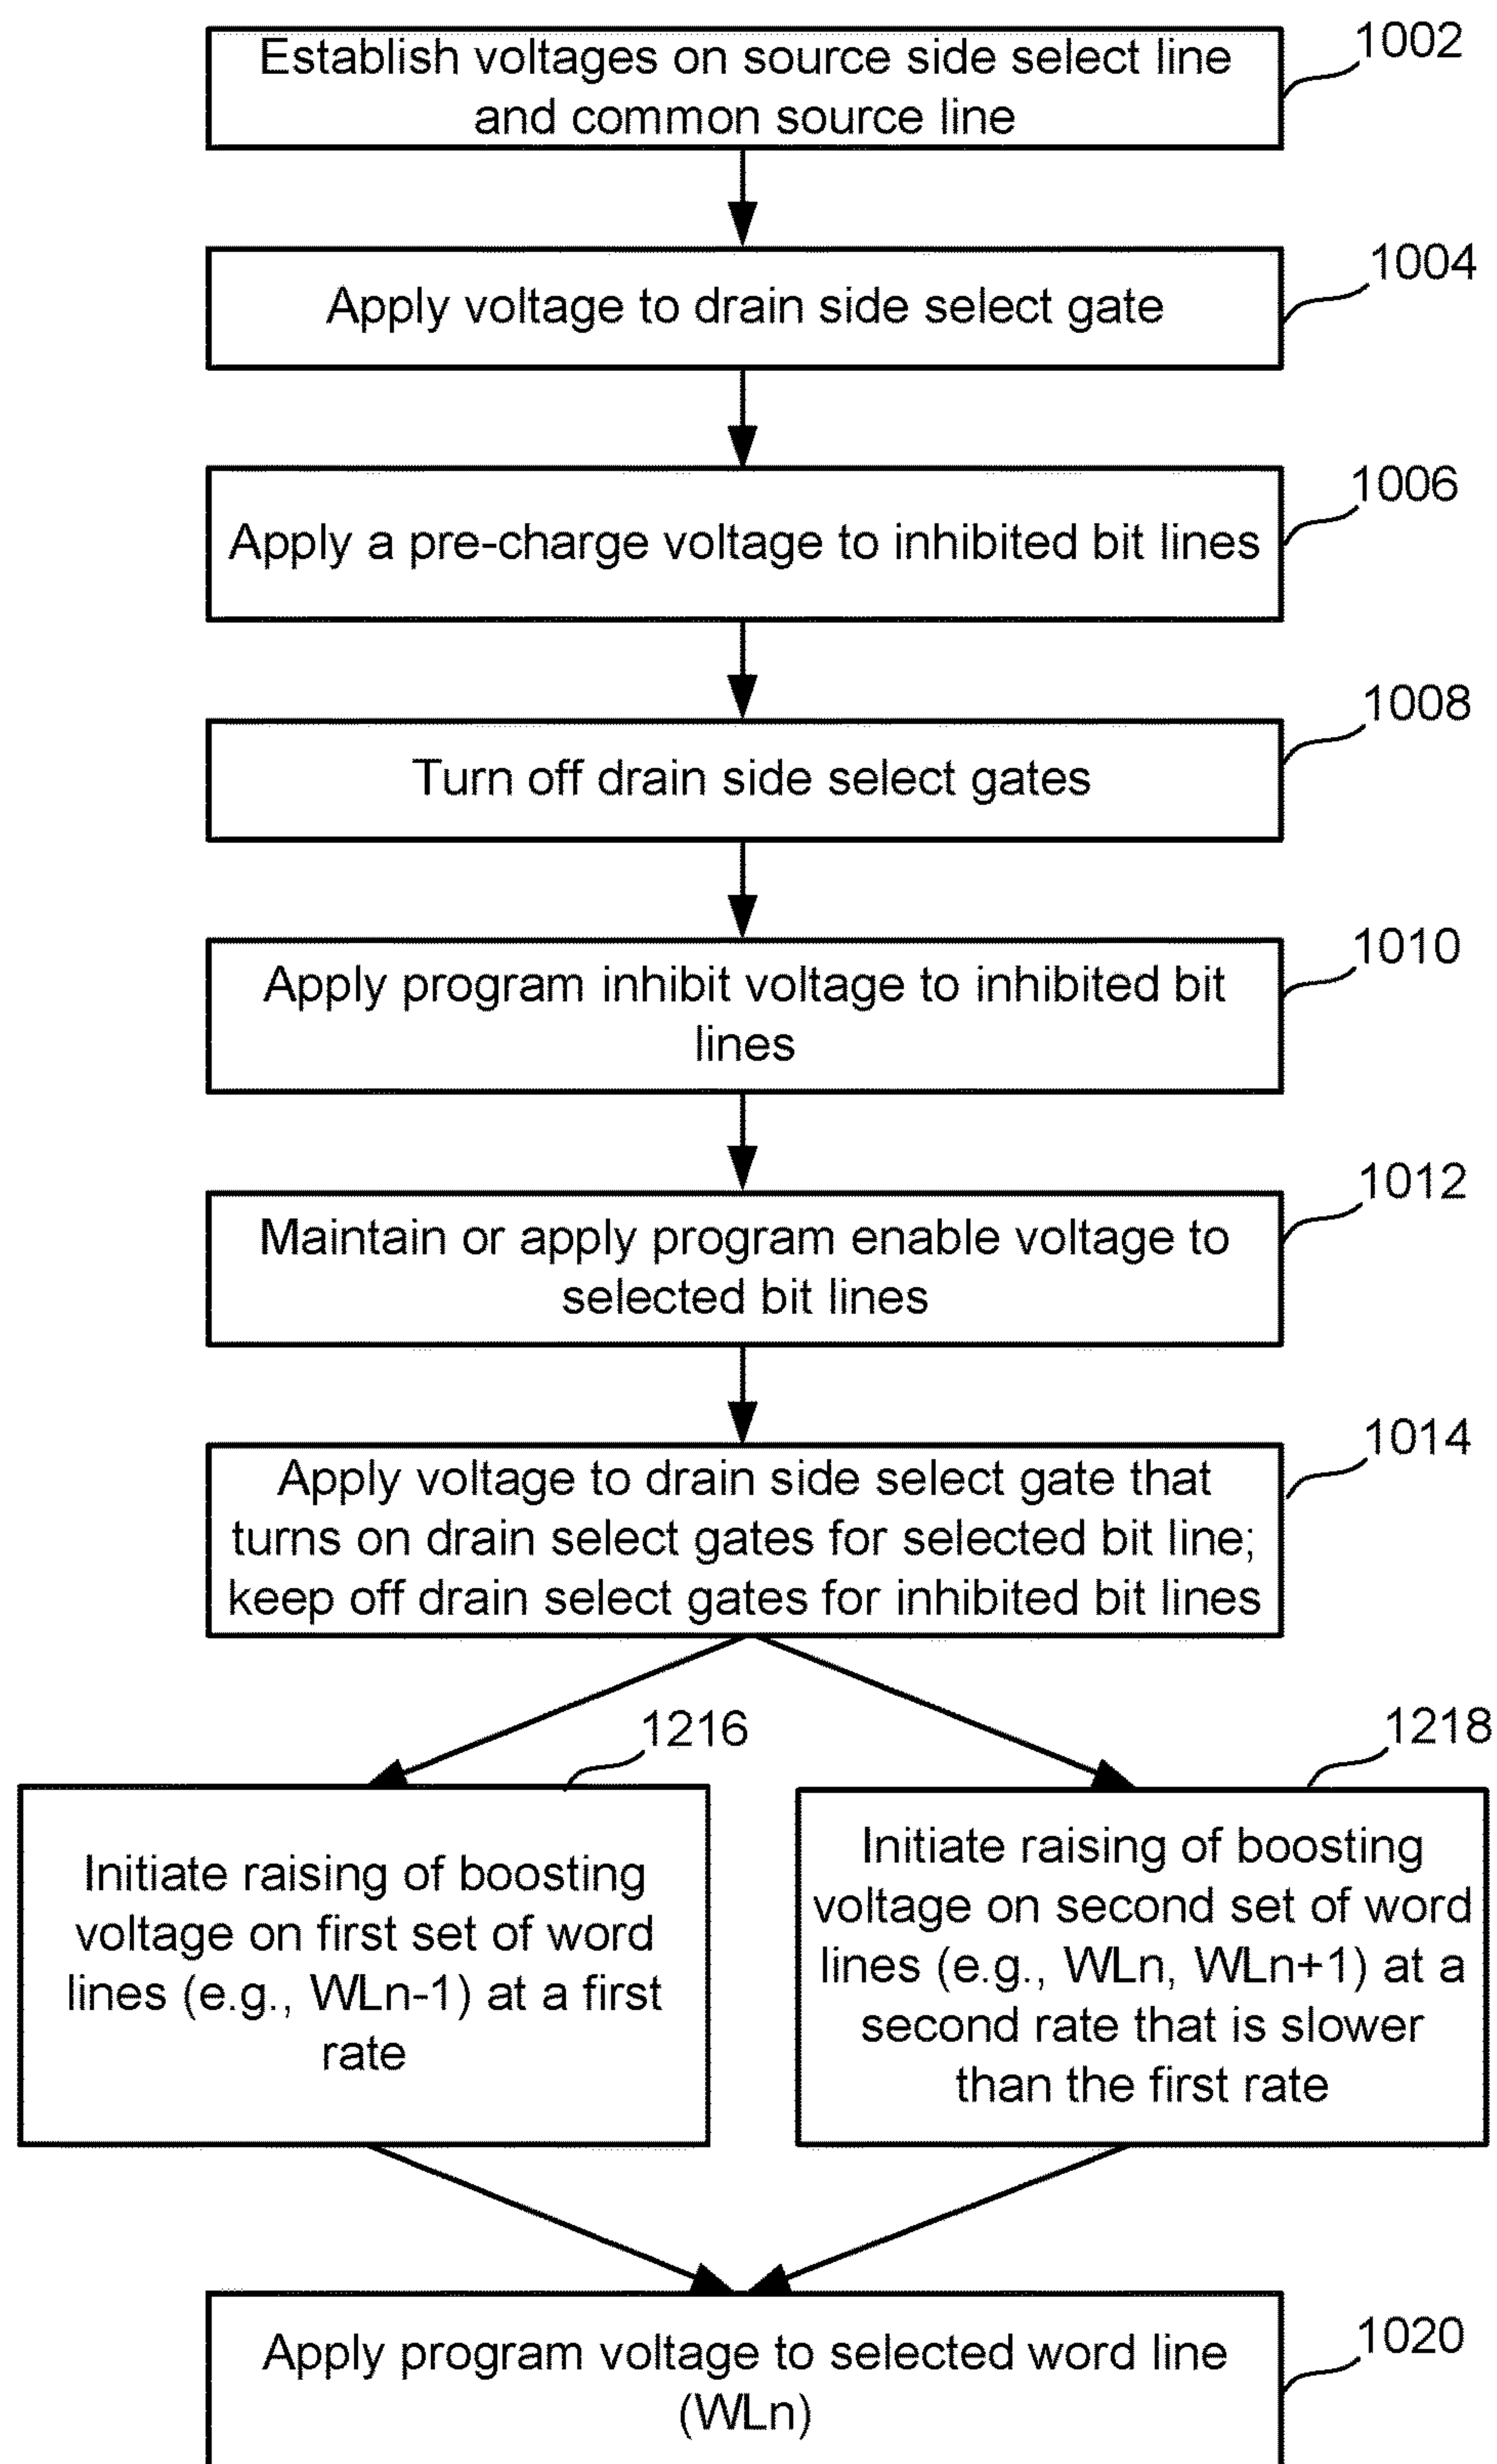 Establish voltages on source side select line
and common source line
1002
Apply voltage to drain side select gate
1004
Apply a pre-charge voltage to inhibited bit lines
1006
Turn off drain side select gates
1008
Apply program inhibit voltage to inhibited bit
lines
1010
Maintain or apply program enable voltage to
selected bit lines
1012
Apply voltage to drain side select gate that
turns on drain select gates for selected bit line;
keep off drain select gates for inhibited bit lines
1014
1216
Initiate raising of boosting
voltage on first set of word
lines (e.g., WLn-1) at a first
rate
1218
Initiate raising of boosting
voltage on second set of word
lines (e.g., WLn, WLn+1) at a
second rate that is slower
than the first rate
Apply program voltage to selected word line
(WLn)
1020